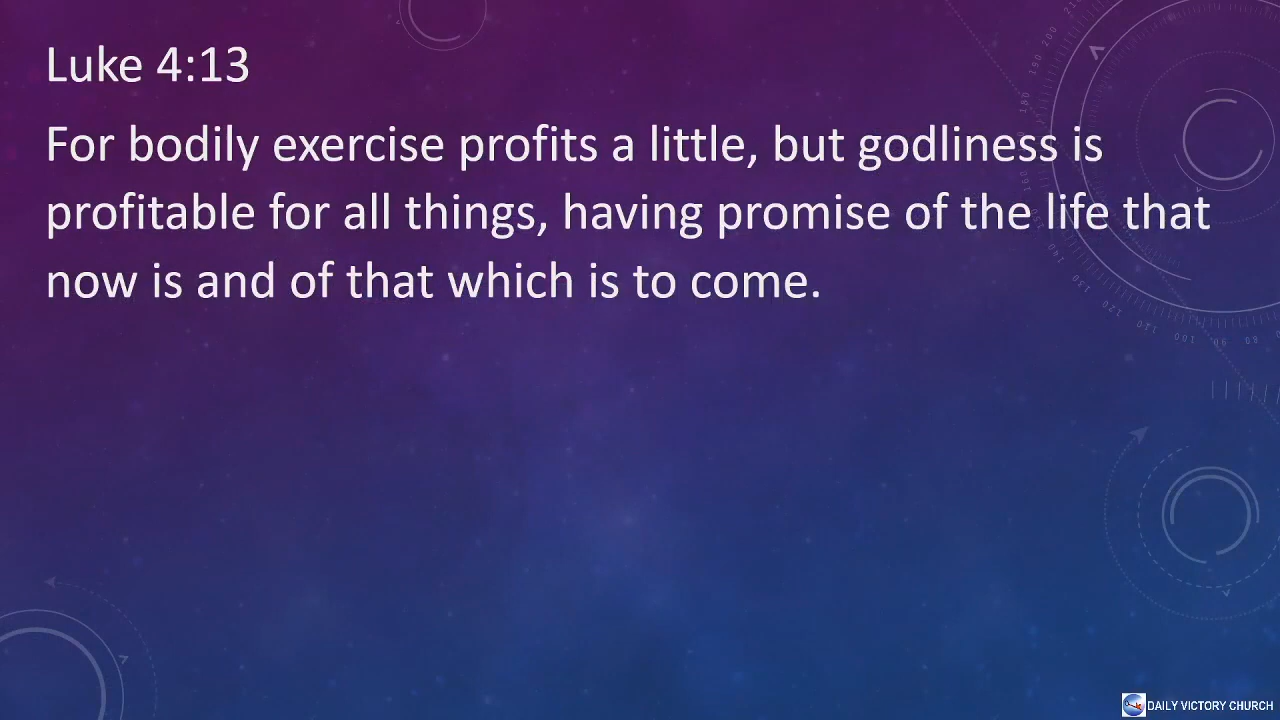 Luke 4:13
For bodily exercise profits a little, but godliness is
profitable for all things, having promise of the life that
now is and of that which is to come.
DAILY VICTORY CHURCH